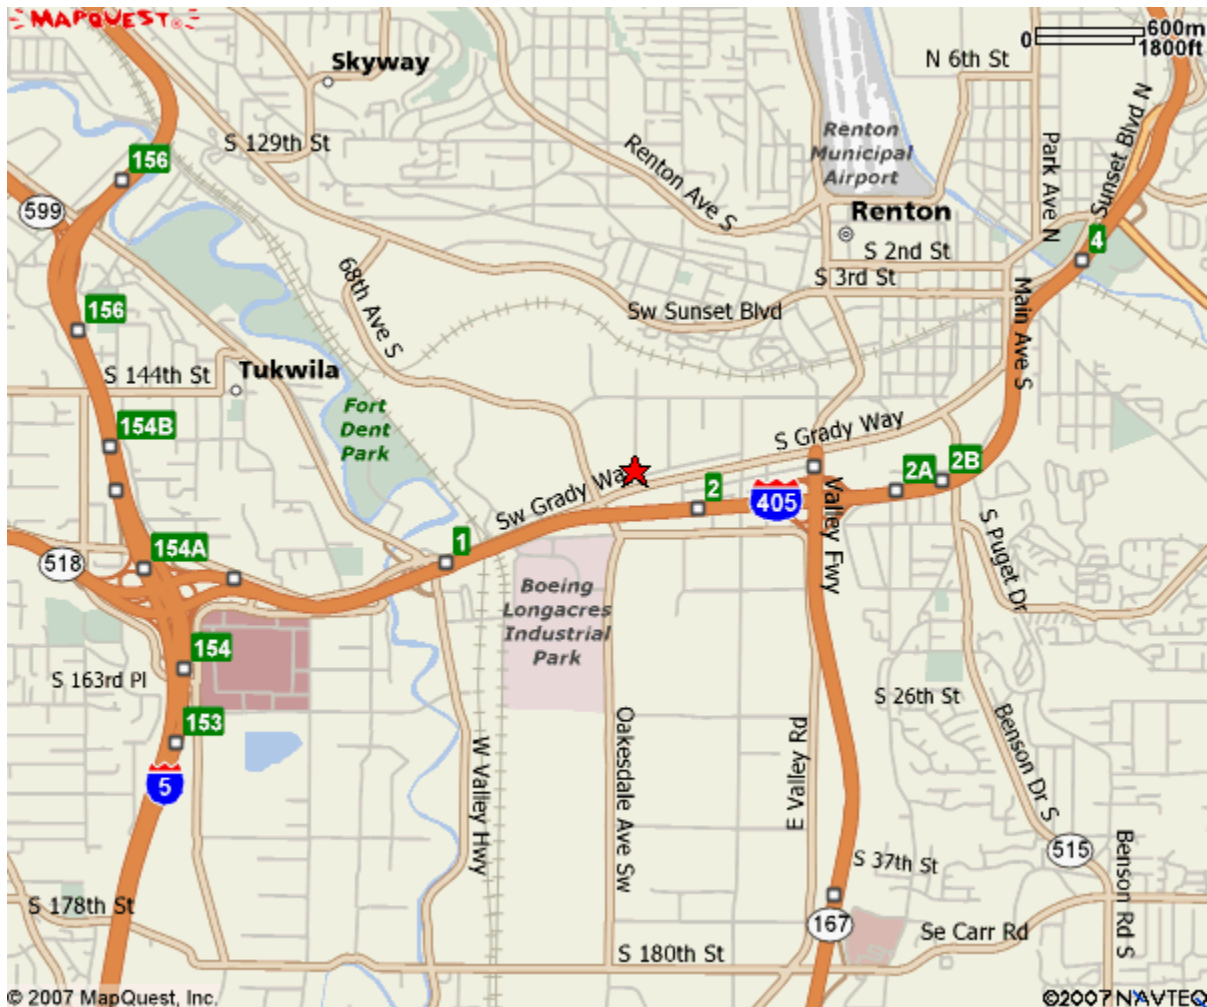 MAPQUEST®
600m
0
1800ft
Skyway
N 6th St
S 129th St
Renton
Municipal
Airport
Sunset Blvd N
Park Ave N
156
Renton Ave S
599
Renton
4
S 2nd St
68th Ave S
S 3rd St
Main Ave S
156
Sw Sunset Blvd
S 144th St
Tukwila
Fort
Dent
Park
154B
S Grady Way
Sw Grady Way
2A
2B
2
405
Valley Fwy
S Puget Dr
1
154A
518
Boeing
Longacres
Industrial
Park
154
S 163rd Pl
S 26th St
153
Oakesdale Ave Sw
E Valley Rd
W Valley Hwy
Benson Dr S
5
515
S 37th St
Benson Rd S
S 178th St
167
Se Carr Rd
S 180th St
© 2007 MapQuest, Inc.
©2007 NAVTEQ